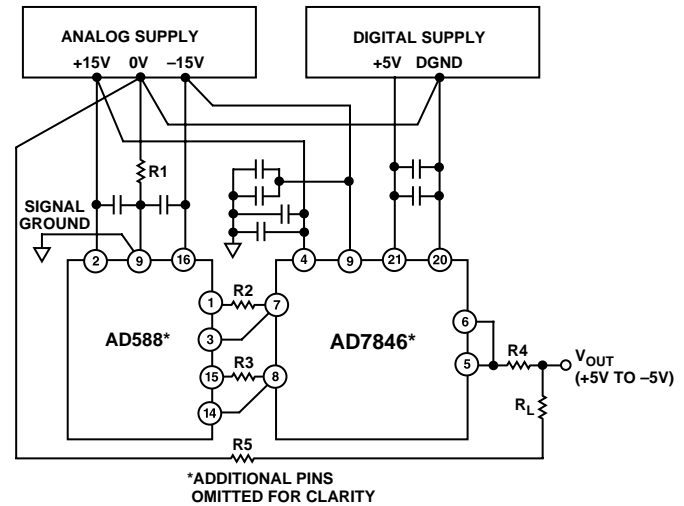 ANALOG SUPPLY
+15V 0V –15V
DIGITAL SUPPLY
+5V DGND
R1
SIGNAL
GROUND
2 9 16
4 9 21 20
1 R2 7
3
AD588*
AD7846*
6
15 R3 8
5 R4
VOUT
(+5V TO –5V)
14
RL
R5
*ADDITIONAL PINS
OMITTED FOR CLARITY